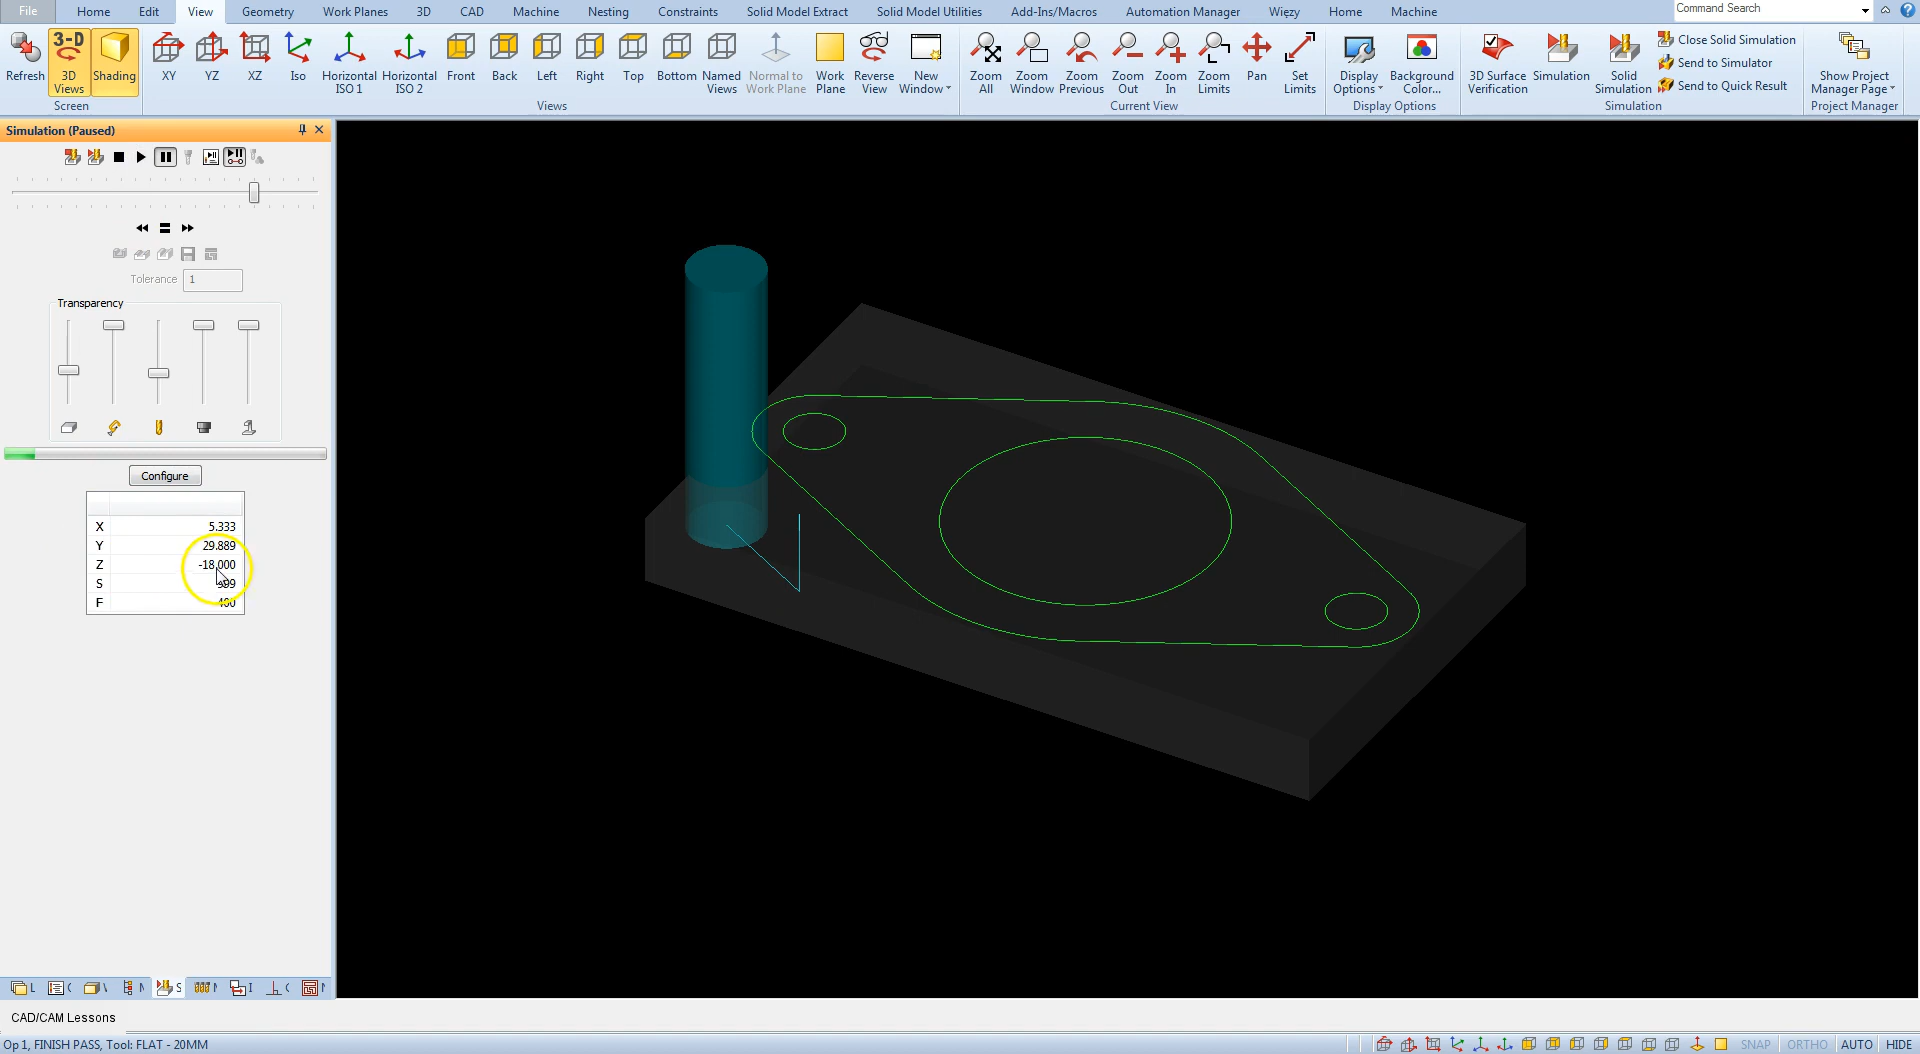 File Home Edit View Geometry Work Planes 3D CAD Machine Nesting Constraints Solid Model Extract Solid Model Utilities Add-Ins/Macros Automation Manager Więzy Home Machine Command Search
3-D
Refresh 3D Views Shading XY YZ XZ Iso Horizontal ISO 1 Horizontal ISO 2 Front Back Left Right Top Bottom Named Views Normal to Work Plane Work Plane Reverse View New Window Zoom All Zoom Window Zoom Previous Zoom Out Zoom In Zoom Limits Pan Set Limits Display Options Background Color... 3D Surface Verification Simulation Solid Simulation
Close Solid Simulation
Send to Simulator
Send to Quick Result
Show Project Manager Page
Screen Views Current View Display Options Simulation Project Manager
Simulation (Paused)
Tolerance 1
Transparency
Configure
X 5.333
Y 29.889
Z -18.000
S
F 400
L ( \ M S M I ( M
CAD/CAM Lessons
Op 1, FINISH PASS, Tool: FLAT - 20MM
SNAP ORTHO AUTO HIDE